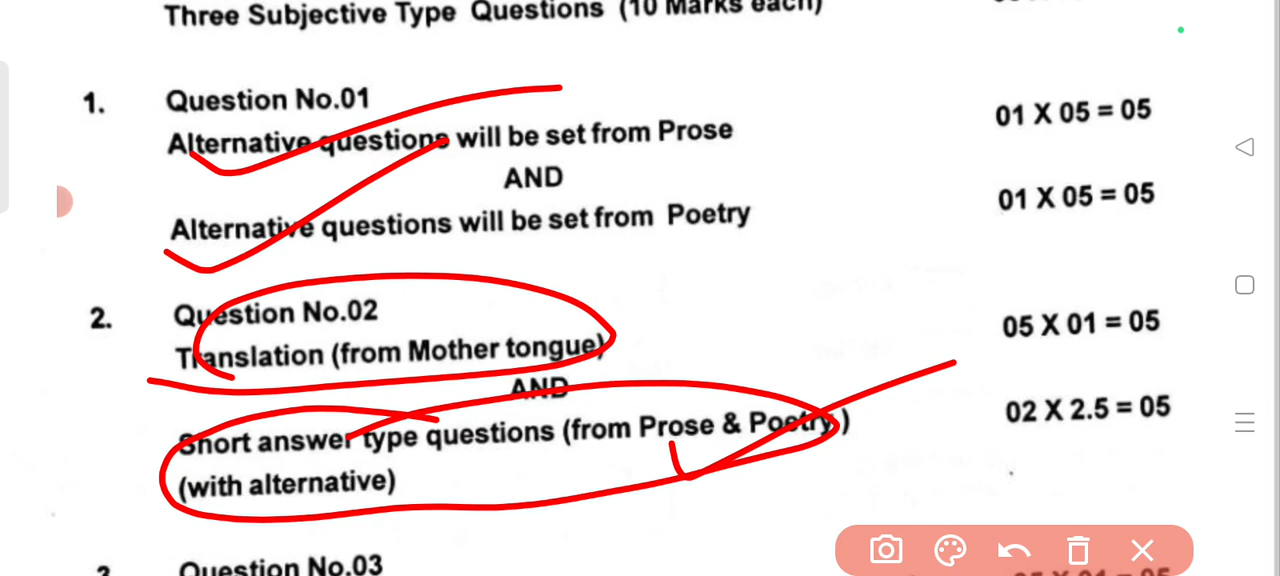 Three Subjective Type Questions (10 Marks each)
1. Question No.01
Alternative questions will be set from Prose 01 X 05 = 05
AND
Alternative questions will be set from Poetry 01 X 05 = 05
2. Question No.02
Translation (from Mother tongue) 05 X 01 = 05
AND
Short answer type questions (from Prose & Poetry) 02 X 2.5 = 05
(with alternative)
Question No.03